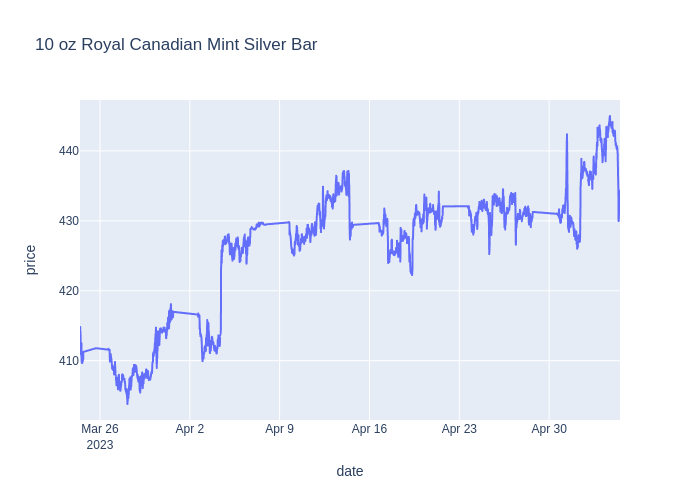 10 oz Royal Canadian Mint Silver Bar
440
430
420
410
price
Mar 26
2023
Apr 2
Apr 9
Apr 16
Apr 23
Apr 30
date